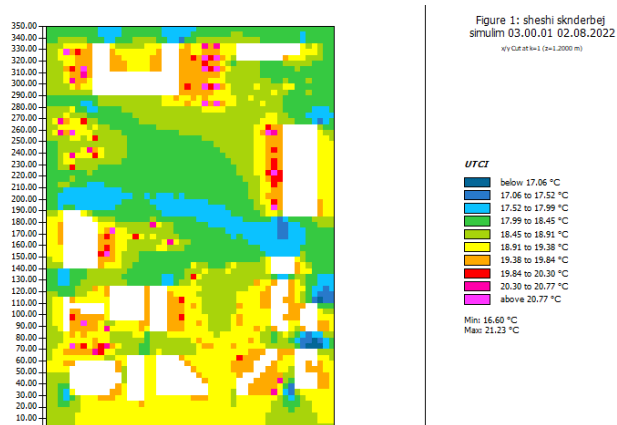 350.00
340.00
330.00
320.00
310.00
300.00
290.00
280.00
270.00
260.00
250.00
240.00
230.00
220.00
210.00
200.00
190.00
180.00
170.00
160.00
150.00
140.00
130.00
120.00
110.00
100.00
90.00
80.00
70.00
60.00
50.00
40.00
30.00
20.00
10.00
Figure 1: sheshi sknderbej
simulim 03.00.01 02.08.2022
x/y Cut at k=1 (z=1.2000 m)
UTCI
below 17.06 °C
17.06 to 17.52 °C
17.52 to 17.99 °C
17.99 to 18.45 °C
18.45 to 18.91 °C
18.91 to 19.38 °C
19.38 to 19.84 °C
19.84 to 20.30 °C
20.30 to 20.77 °C
above 20.77 °C
Min: 16.60 °C
Max: 21.23 °C